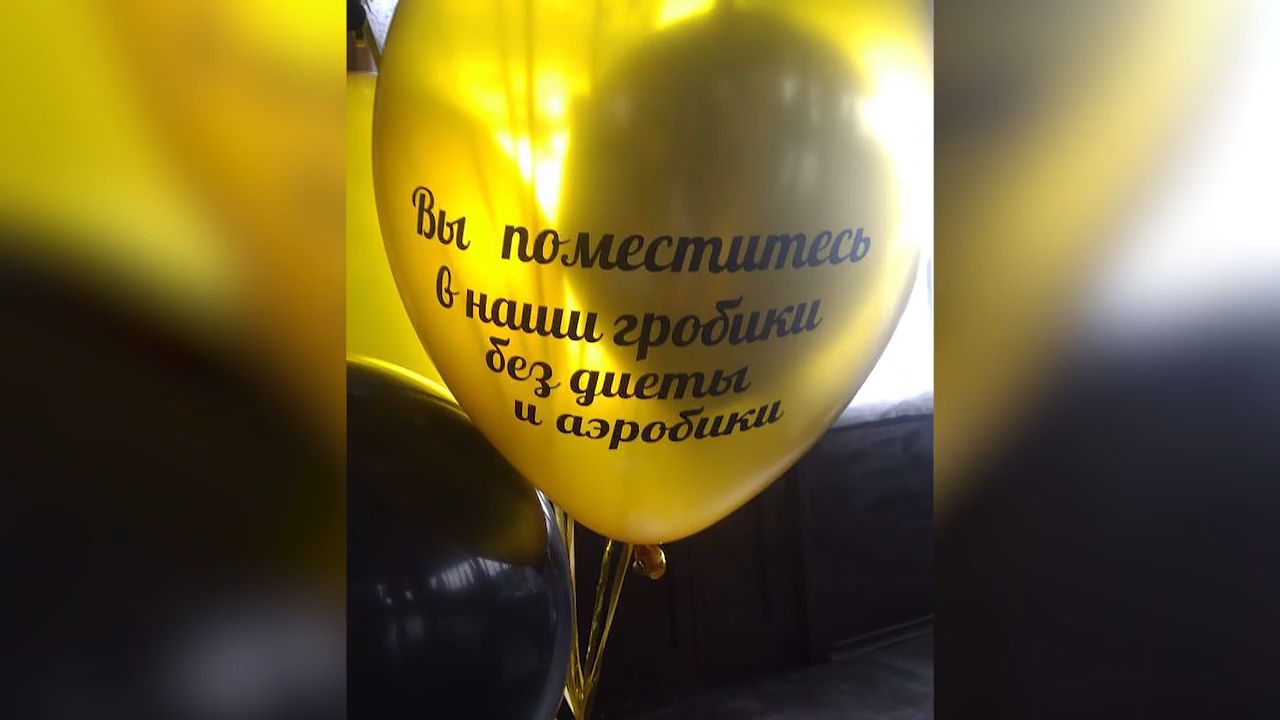 Вы поместитесь
в наши гробики
без диеты
и аэробики